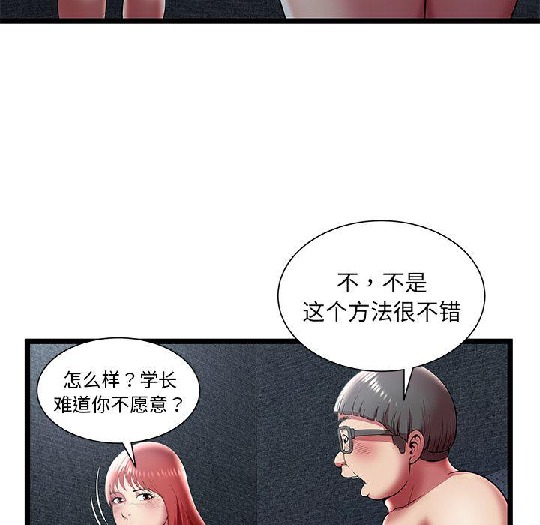 怎么样？学长
难道你不愿意？
不，不是
这个方法很不错